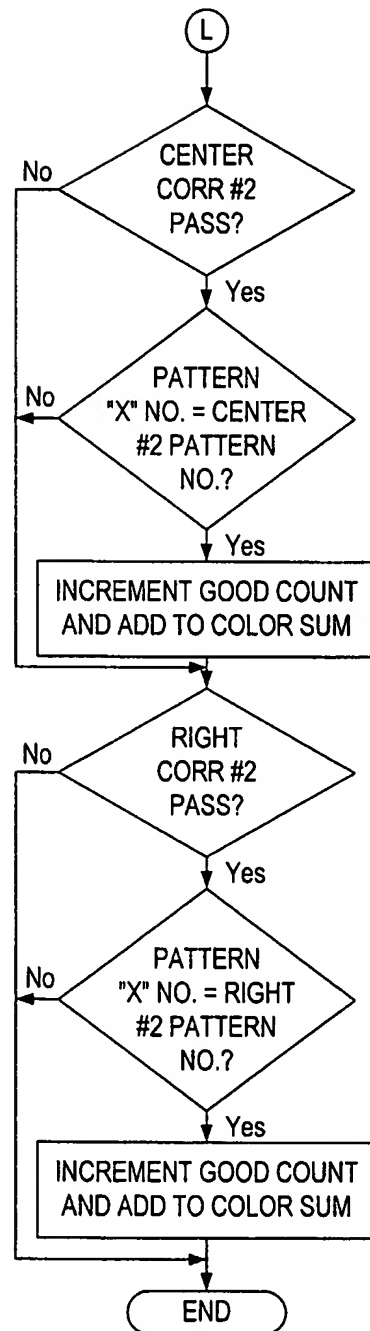 L
CENTER
CORR #2
PASS?
No
Yes
PATTERN
"X" NO. = CENTER
#2 PATTERN
NO.?
No
Yes
INCREMENT GOOD COUNT
AND ADD TO COLOR SUM
RIGHT
CORR #2
PASS?
No
Yes
PATTERN
"X" NO. = RIGHT
#2 PATTERN
NO.?
No
Yes
INCREMENT GOOD COUNT
AND ADD TO COLOR SUM
END